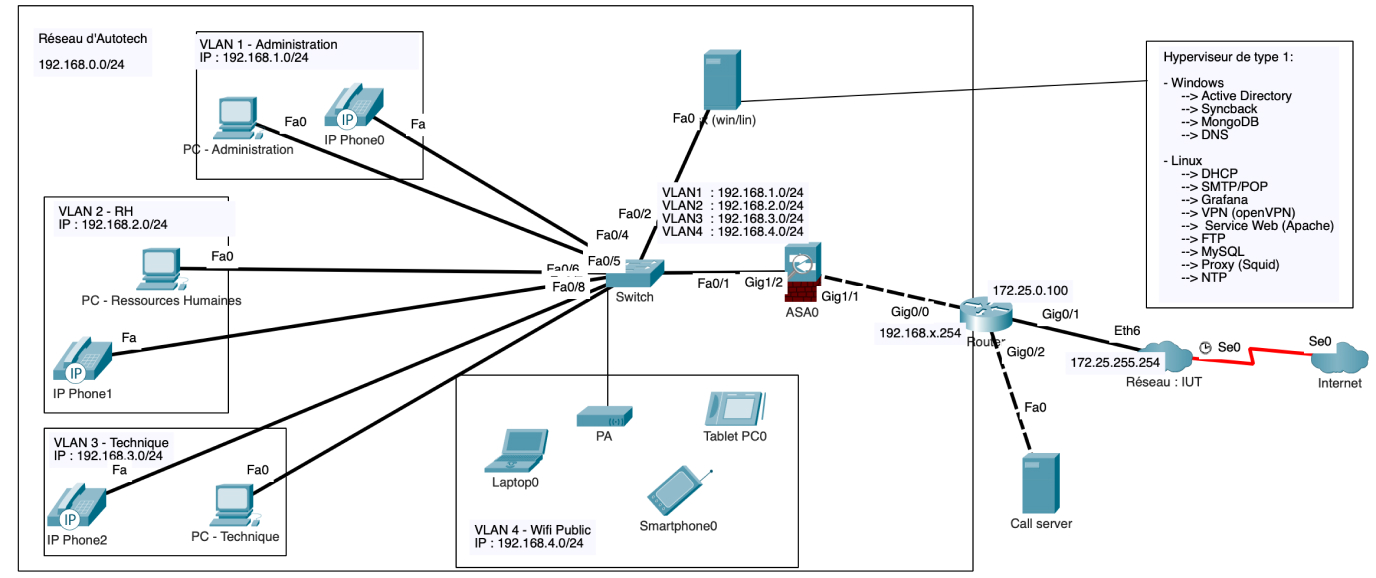 Réseau d'Autotech
192.168.0.0/24
VLAN 1 - Administration
IP : 192.168.1.0/24
Fa0
Fa
IP
IP Phone0
PC - Administration
VLAN 2 - RH
IP : 192.168.2.0/24
Fa0
PC - Ressources Humaines
Fa
IP
IP Phone1
VLAN 3 - Technique
IP : 192.168.3.0/24
Fa
Fa0
IP
IP Phone2
PC - Technique
Fa0
(win/lin)
VLAN1 : 192.168.1.0/24
VLAN2 : 192.168.2.0/24
VLAN3 : 192.168.3.0/24
VLAN4 : 192.168.4.0/24
Fa0/2
Fa0/4
Fa0/5
Fa0/6
Fa0/8
Switch
Fa0/1
Gig1/2
ASA0
Gig1/1
PA
Laptop0
Tablet PC0
Smartphone0
VLAN 4 - Wifi Public
IP : 192.168.4.0/24
Gig0/0
192.168.x.254
172.25.0.100
Router
Gig0/1
Gig0/2
Fa0
Call server
Eth6
172.25.255.254
Réseau : IUT
Se0
Se0
Internet
Hyperviseur de type 1:
- Windows
--> Active Directory
--> Syncback
--> MongoDB
--> DNS
- Linux
--> DHCP
--> SMTP/POP
--> Grafana
--> VPN (openVPN)
--> Service Web (Apache)
--> FTP
--> MySQL
--> Proxy (Squid)
--> NTP